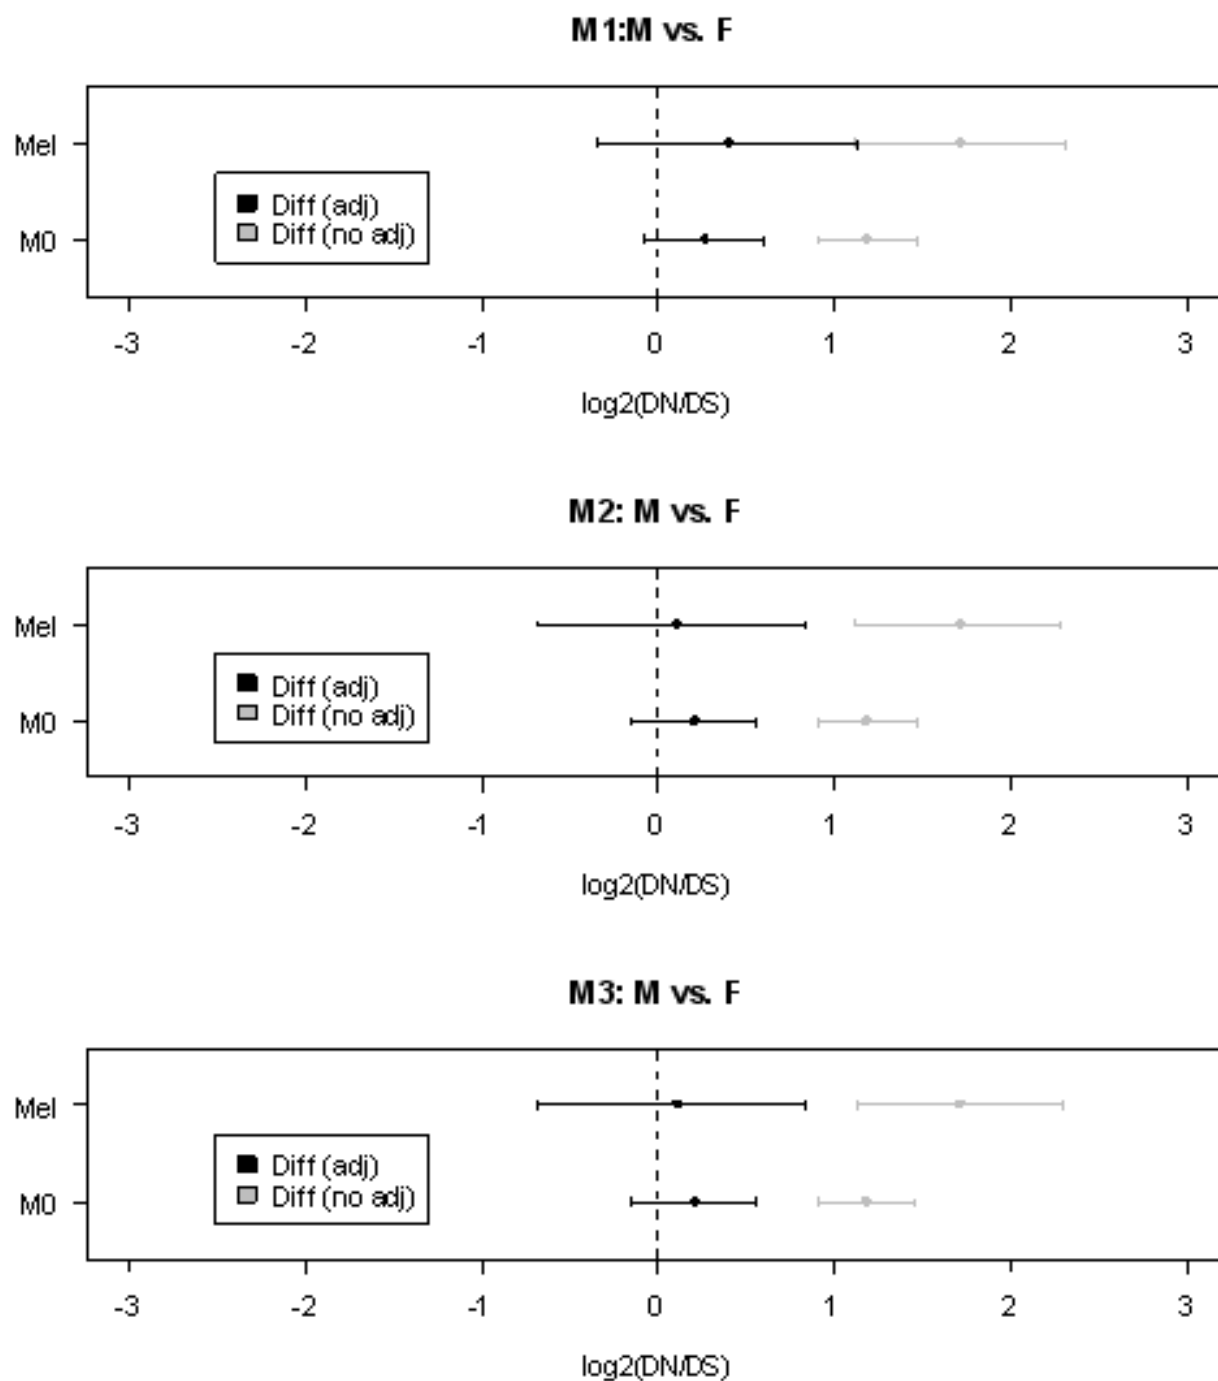 M1:M vs. F
Mel
Diff (adj)
Diff (no adj)
M0
-3 -2 -1 0 1 2 3
log2(DN/DS)
M2: M vs. F
Mel
Diff (adj)
Diff (no adj)
M0
-3 -2 -1 0 1 2 3
log2(DN/DS)
M3: M vs. F
Mel
Diff (adj)
Diff (no adj)
M0
-3 -2 -1 0 1 2 3
log2(DN/DS)